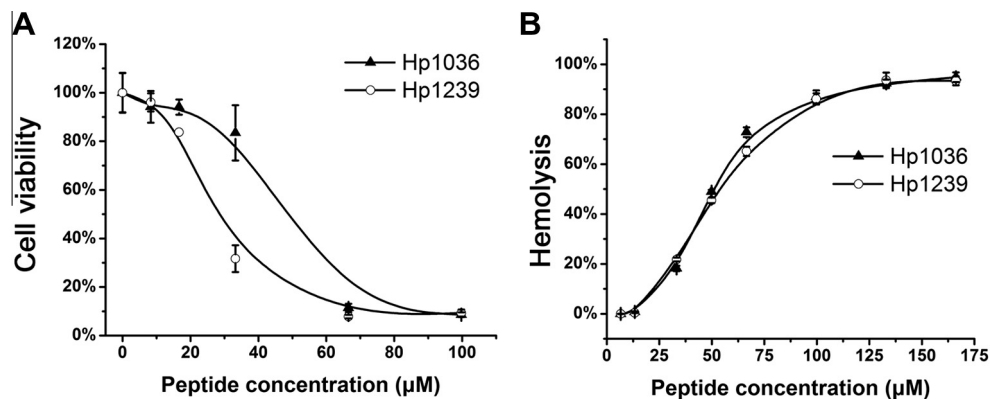 A
Cell viability
120%
100%
80%
60%
40%
20%
0%
Hp1036
Hp1239
0
20
40
60
80
100
Peptide concentration (µM)
B
Hemolysis
100%
80%
60%
40%
20%
0%
Hp1036
Hp1239
0
25
50
75
100
125
150
175
Peptide concentration (µM)